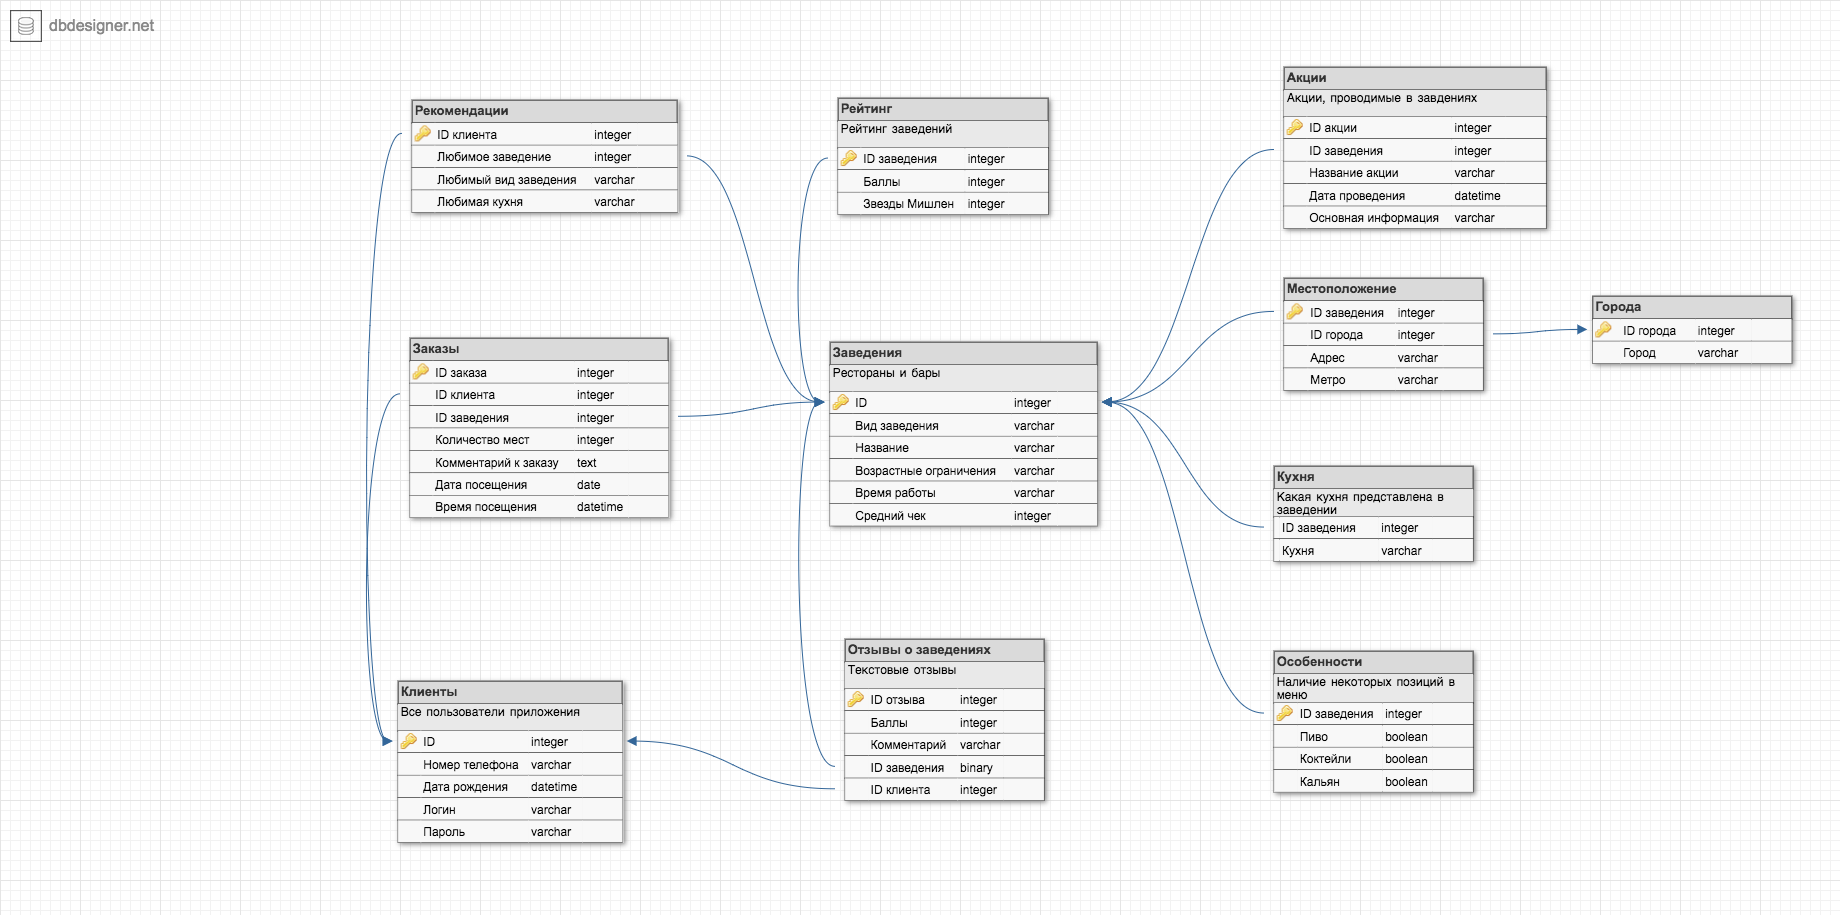 dbdesigner.net
Рекомендации
ID клиента integer
Любимое заведение integer
Любимый вид заведения varchar
Любимая кухня varchar
Рейтинг
Рейтинг заведений
ID заведения integer
Баллы integer
Звезды Мишлен integer
Акции
Акции, проводимые в завдениях
ID акции integer
ID заведения integer
Название акции varchar
Дата проведения datetime
Основная информация varchar
Местоположение
ID заведения integer
ID города integer
Адрес varchar
Метро varchar
Города
ID города integer
Город varchar
Заказы
ID заказа integer
ID клиента integer
ID заведения integer
Количество мест integer
Комментарий к заказу text
Дата посещения date
Время посещения datetime
Заведения
Рестораны и бары
ID integer
Вид заведения varchar
Название varchar
Возрастные ограничения varchar
Время работы varchar
Средний чек integer
Кухня
Какая кухня представлена в
заведении
ID заведения integer
Кухня varchar
Клиенты
Все пользователи приложения
ID integer
Номер телефона varchar
Дата рождения datetime
Логин varchar
Пароль varchar
Отзывы о заведениях
Текстовые отзывы
ID отзыва integer
Баллы integer
Комментарий varchar
ID заведения binary
ID клиента integer
Особенности
Наличие некоторых позиций в
меню
ID заведения integer
Пиво boolean
Коктейли boolean
Кальян boolean